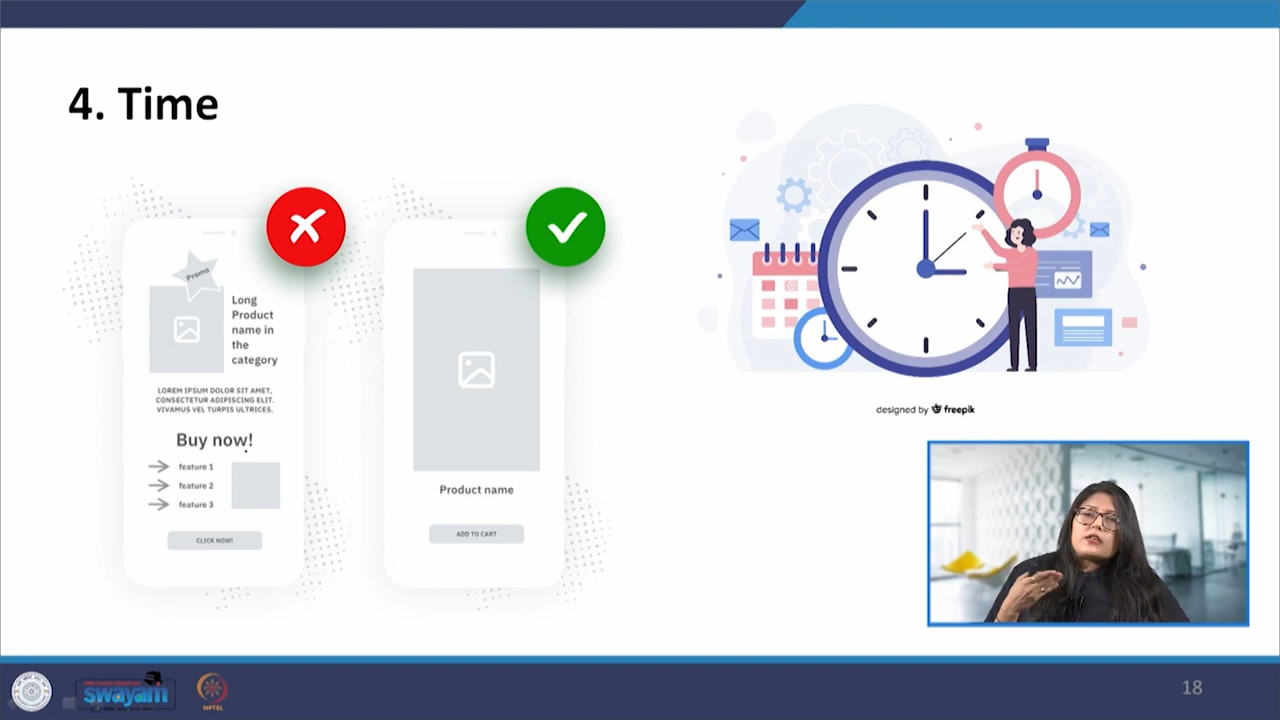 4. Time
Promo
Long
Product
name in
the
category
LOREM IPSUM DOLOR SIT AMET,
CONSECTETUR ADIPISCING ELIT.
VIVAMUS VEL TURPIS ULTRICES.
Buy now!
feature 1
feature 2
feature 3
CLICK NOW!
Product name
ADD TO CART
designed by freepik
swayam
NPTEL
18